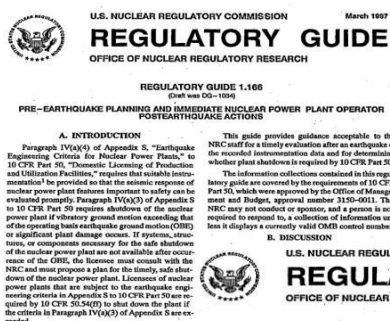 U.S. NUCLEAR REGULATORY COMMISSION
March 1997
REGULATORY GUIDE
OFFICE OF NUCLEAR REGULATORY RESEARCH
REGULATORY GUIDE 1.166
(Draft was DG-1034)
PRE-EARTHQUAKE PLANNING AND IMMEDIATE NUCLEAR POWER PLANT OPERATOR
POSTEARTHQUAKE ACTIONS
A. INTRODUCTION
Paragraph IV(a)(4) of Appendix S, "Earthquake
Engineering Criteria for Nuclear Power Plants," to
10 CFR Part 50, "Domestic Licensing of Production
and Utilization Facilities," requires that suitable instru-
mentation¹ be provided so that the seismic response of
nuclear power plant features important to safety can be
evaluated promptly. Paragraph IV(a)(3) of Appendix S
to 10 CFR Part 50 requires shutdown of the nuclear
power plant if vibratory ground motion exceeding that
of the operating basis earthquake ground motion (OBE)
or significant plant damage occurs. If systems, struc-
tures, or components necessary for the safe shutdown
of the nuclear power plant are not available after occur-
rence of the OBE, the licensee must consult with the
NRC and must propose a plan for the timely, safe shut-
down of the nuclear power plant. Licensees of nuclear
power plants that are subject to the earthquake engi-
neering criteria in Appendix S to 10 CFR Part 50 are re-
quired by 10 CFR 50.54(ff) to shut down the plant if
the criteria in Paragraph IV(a)(3) of Appendix S are ex-
This guide provides guidance acceptable to the
NRC staff for a timely evaluation after an earthquake o
the recorded instrumentation data and for determinin
whether plant shutdown is required by 10 CFR Part 50
The information collections contained in this regu
latory guide are covered by the requirements of 10 CF
Part 50, which were approved by the Office of Manag
ment and Budget, approval number 3150-0011. Th
NRC may not conduct or sponsor, and a person is no
required to respond to, a collection of information u
less it displays a currently valid OMB control numbe
B. DISCUSSION
U.S. NUCLEAR REGUL
REGUL
OFFICE OF NUCLEAR